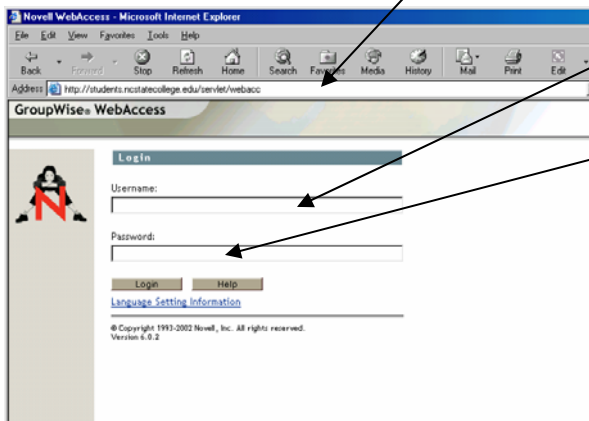 Novell WebAccess - Microsoft Internet Explorer
File Edit View Favorites Tools Help
Back Forward Stop Refresh Home Search Favorites Media History Mail Print Edit
Address http://students.ncstatecollege.edu/servlet/webacc
GroupWise® WebAccess
Login
N
Username:
Password:
Login Help
Language Setting Information
© Copyright 1993-2002 Novell, Inc. All rights reserved.
Version 6.0.2